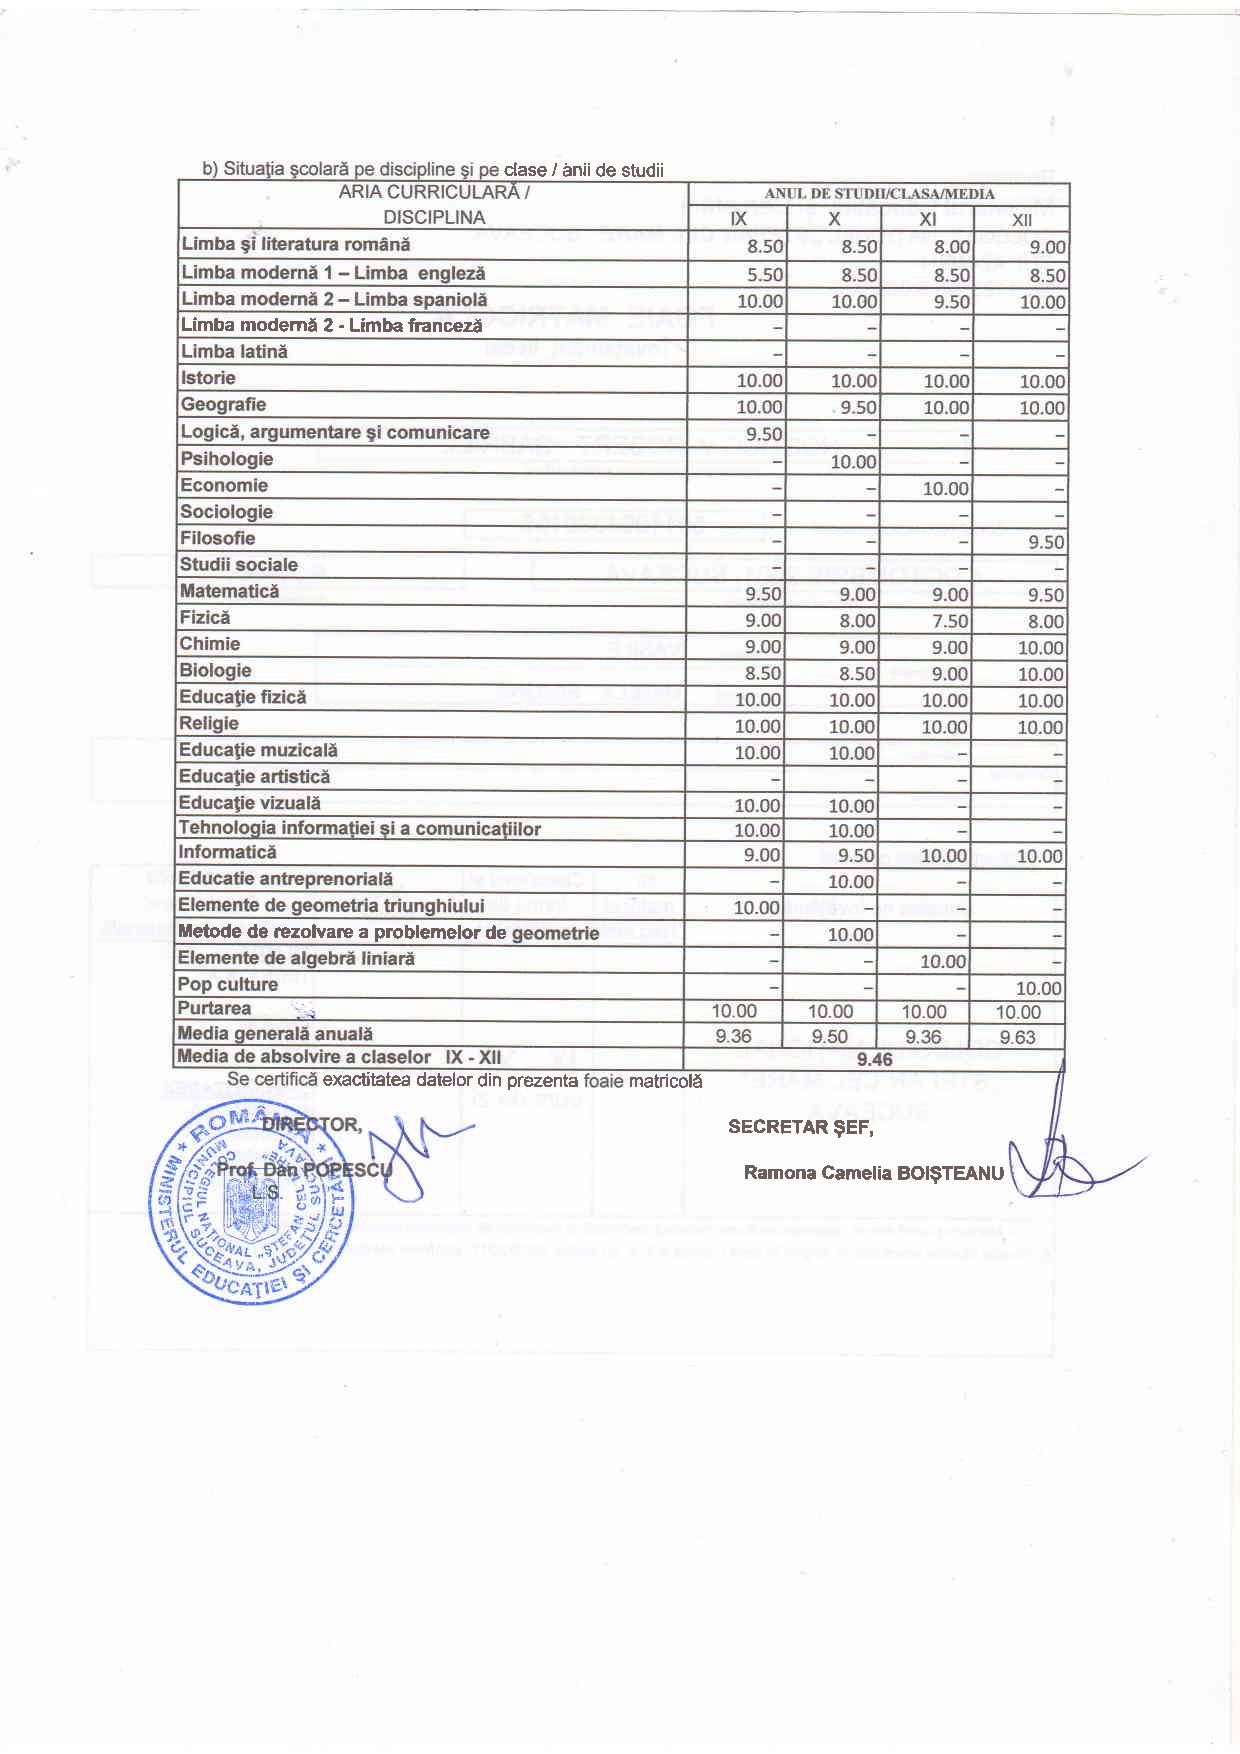 b) Situaţia şcolară pe discipline şi pe clase / anii de studii
ARIA CURRICULARĂ / DISCIPLINA ANUL DE STUDII/CLASA/MEDIA
IX X XI XII
Limba şi literatura română 8.50 8.50 8.00 9.00
Limba modernă 1 – Limba engleză 5.50 8.50 8.50 8.50
Limba modernă 2 – Limba spaniolă 10.00 10.00 9.50 10.00
Limba modernă 2 - Limba franceză – – – –
Limba latină – – – –
Istorie 10.00 10.00 10.00 10.00
Geografie 10.00 9.50 10.00 10.00
Logică, argumentare şi comunicare 9.50 – – –
Psihologie – 10.00 – –
Economie – – 10.00 –
Sociologie – – – –
Filosofie – – – 9.50
Studii sociale – – – –
Matematică 9.50 9.00 9.00 9.50
Fizică 9.00 8.00 7.50 8.00
Chimie 9.00 9.00 9.00 10.00
Biologie 8.50 8.50 9.00 10.00
Educaţie fizică 10.00 10.00 10.00 10.00
Religie 10.00 10.00 10.00 10.00
Educaţie muzicală 10.00 10.00 – –
Educaţie artistică – – – –
Educaţie vizuală 10.00 10.00 – –
Tehnologia informaţiei şi a comunicaţiilor 10.00 10.00 – –
Informatică 9.00 9.50 10.00 10.00
Educatie antreprenorială – 10.00 – –
Elemente de geometria triunghiului 10.00 – – –
Metode de rezolvare a problemelor de geometrie – 10.00 – –
Elemente de algebră liniară – – 10.00 –
Pop culture – – – 10.00
Purtarea 10.00 10.00 10.00 10.00
Media generală anuală 9.36 9.50 9.36 9.63
Media de absolvire a claselor IX - XII 9.46
Se certifică exactitatea datelor din prezenta foaie matricolă
DIRECTOR, SECRETAR ŞEF,
Prof. Dan POPESCU Ramona Camelia BOIŞTEANU
L.S.
ROMÂNIA * MINISTERUL EDUCAŢIEI ŞI CERCETĂRII *
MUNICIPIUL SUCEAVA, JUDEŢUL SUCEAVA
COLEGIUL NAŢIONAL „ŞTEFAN CEL MARE"